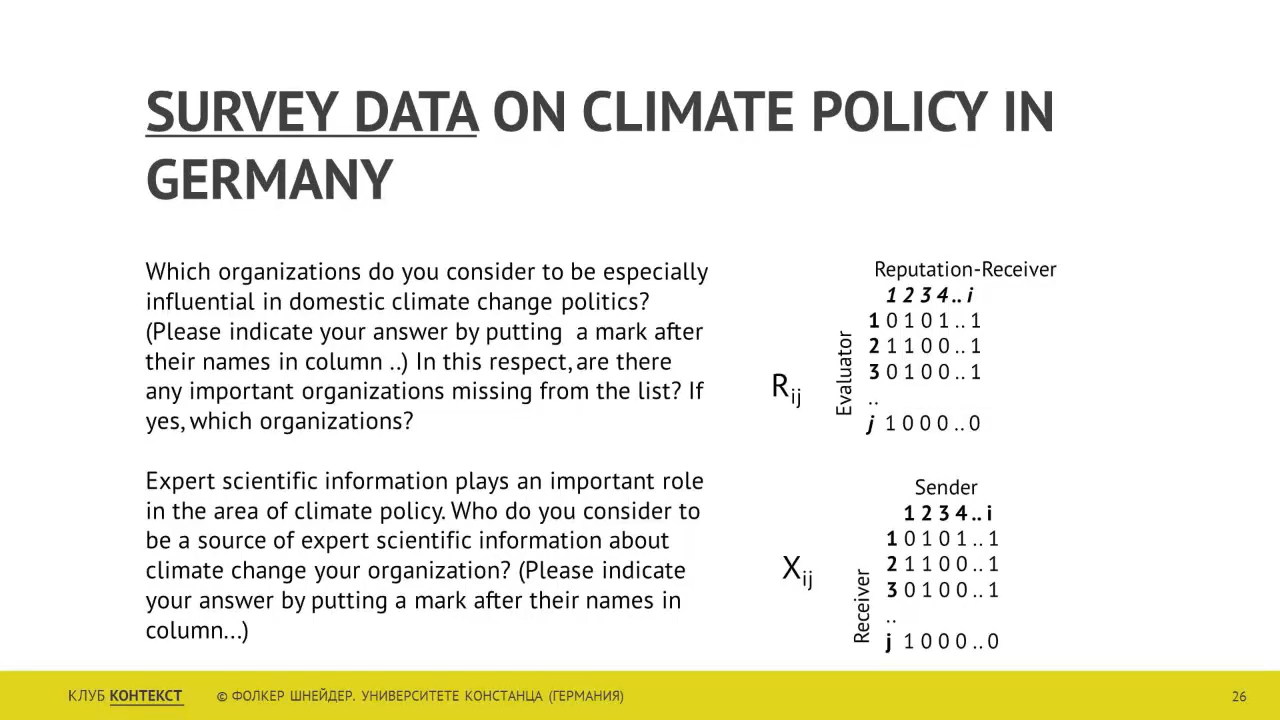 SURVEY DATA ON CLIMATE POLICY IN
GERMANY
Which organizations do you consider to be especially
influential in domestic climate change politics?
(Please indicate your answer by putting a mark after
their names in column ..) In this respect, are there
any important organizations missing from the list? If
yes, which organizations?
Expert scientific information plays an important role
in the area of climate policy. Who do you consider to
be a source of expert scientific information about
climate change your organization? (Please indicate
your answer by putting a mark after their names in
column...)
Reputation-Receiver
1 2 3 4 .. i
1 0 1 0 1 .. 1
2 1 1 0 0 .. 1
3 0 1 0 0 .. 1
..
j 1 0 0 0 .. 0
Evaluator
Rij
Sender
1 2 3 4 .. i
1 0 1 0 1 .. 1
2 1 1 0 0 .. 1
3 0 1 0 0 .. 1
..
j 1 0 0 0 .. 0
Receiver
Xij
КЛУБ КОНТЕКСТ © ФОЛКЕР ШНЕЙДЕР. УНИВЕРСИТЕТЕ КОНСТАНЦА (ГЕРМАНИЯ) 26